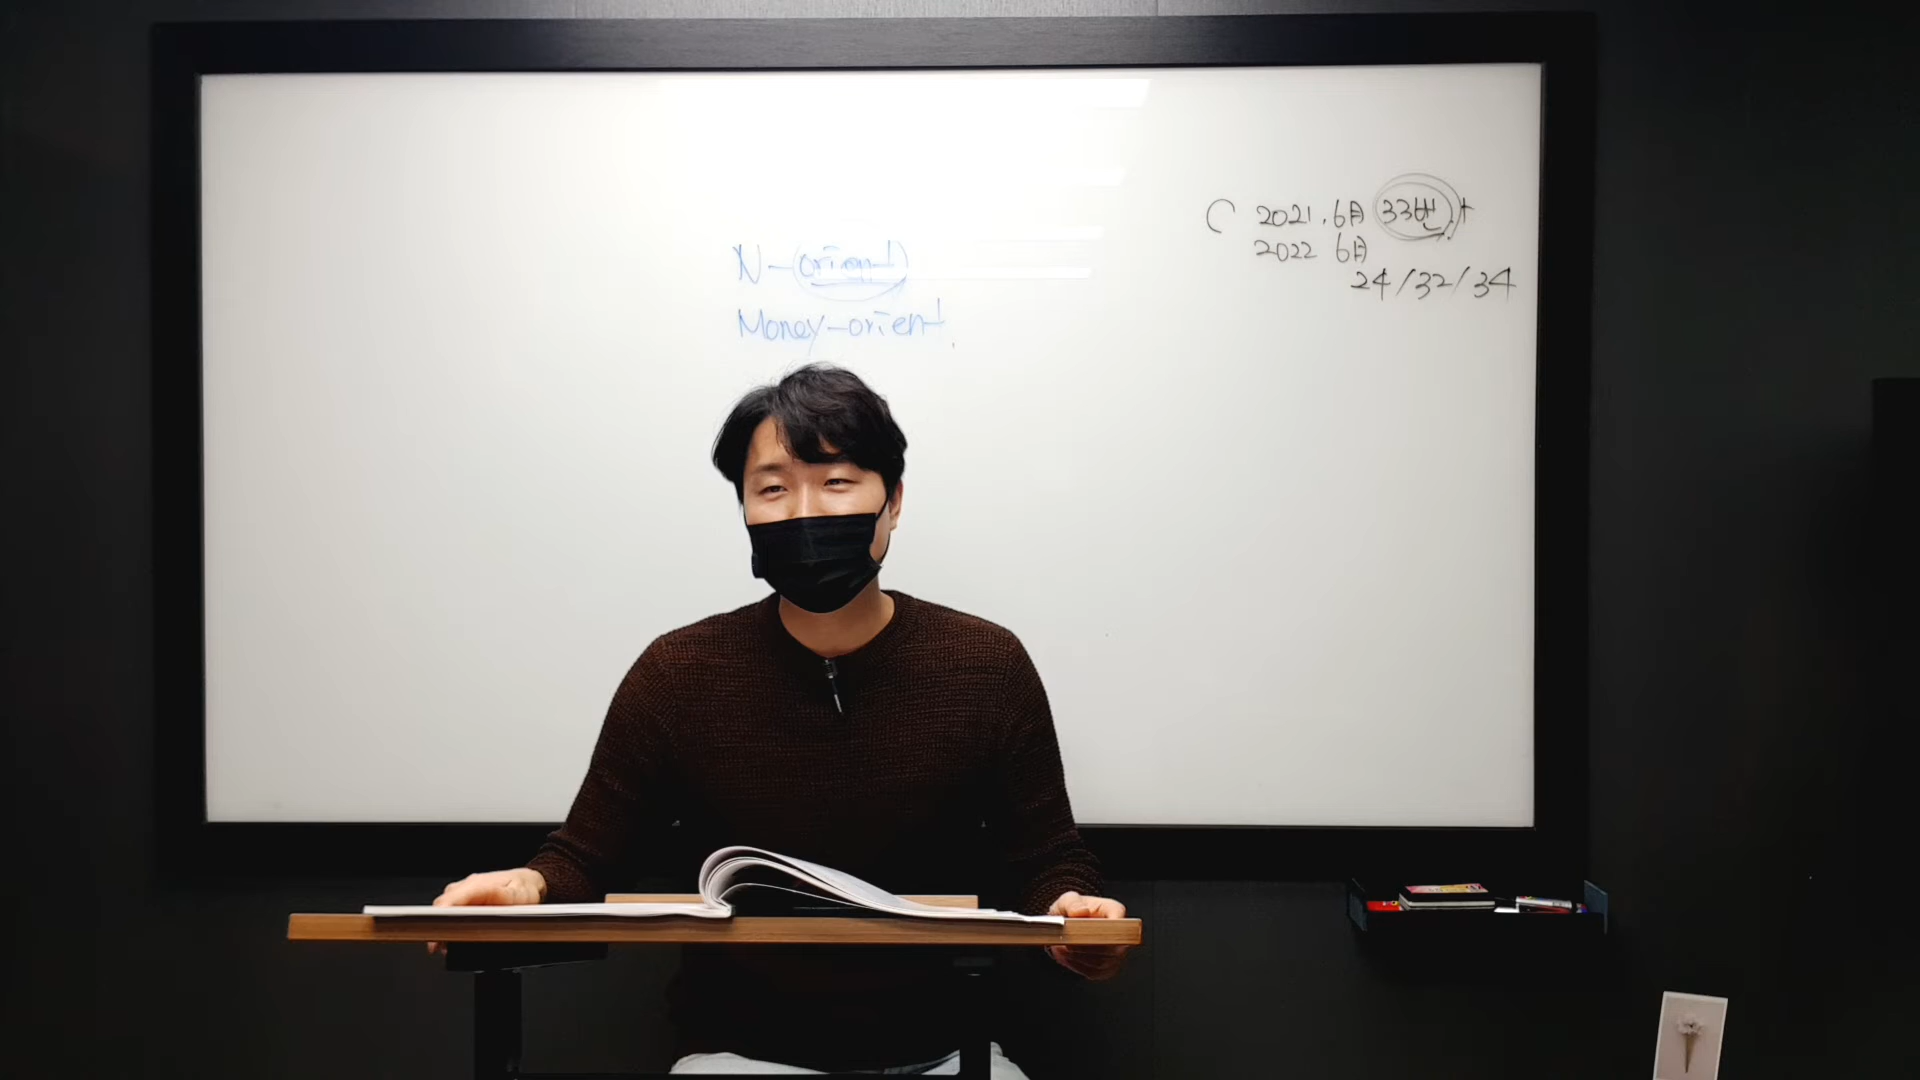 N-orient
Money-orient
( 2021. 6月 33번 +
2022 6月
24/32/34